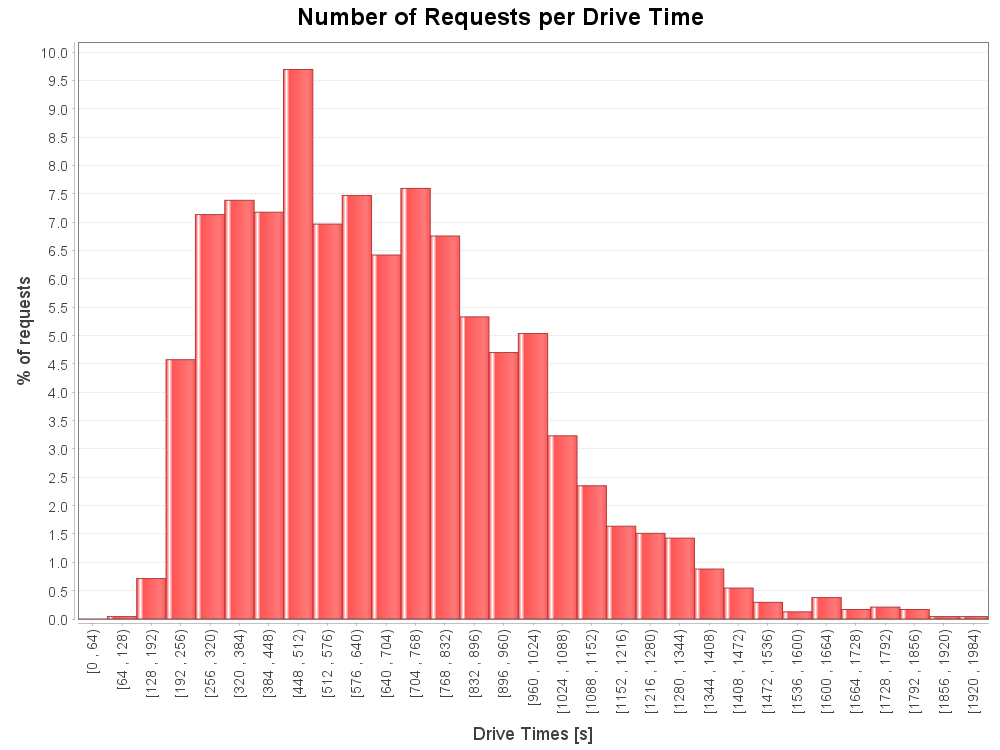 Number of Requests per Drive Time
10.0
9.5
9.0
8.5
8.0
7.5
7.0
6.5
6.0
5.5
5.0
4.5
4.0
3.5
3.0
2.5
2.0
1.5
1.0
0.5
0.0
% of requests
[0 , 64)
[64 , 128)
[128 , 192)
[192 , 256)
[256 , 320)
[320 , 384)
[384 , 448)
[448 , 512)
[512 , 576)
[576 , 640)
[640 , 704)
[704 , 768)
[768 , 832)
[832 , 896)
[896 , 960)
[960 , 1024)
[1024 , 1088)
[1088 , 1152)
[1152 , 1216)
[1216 , 1280)
[1280 , 1344)
[1344 , 1408)
[1408 , 1472)
[1472 , 1536)
[1536 , 1600)
[1600 , 1664)
[1664 , 1728)
[1728 , 1792)
[1792 , 1856)
[1856 , 1920)
[1920 , 1984)
Drive Times [s]